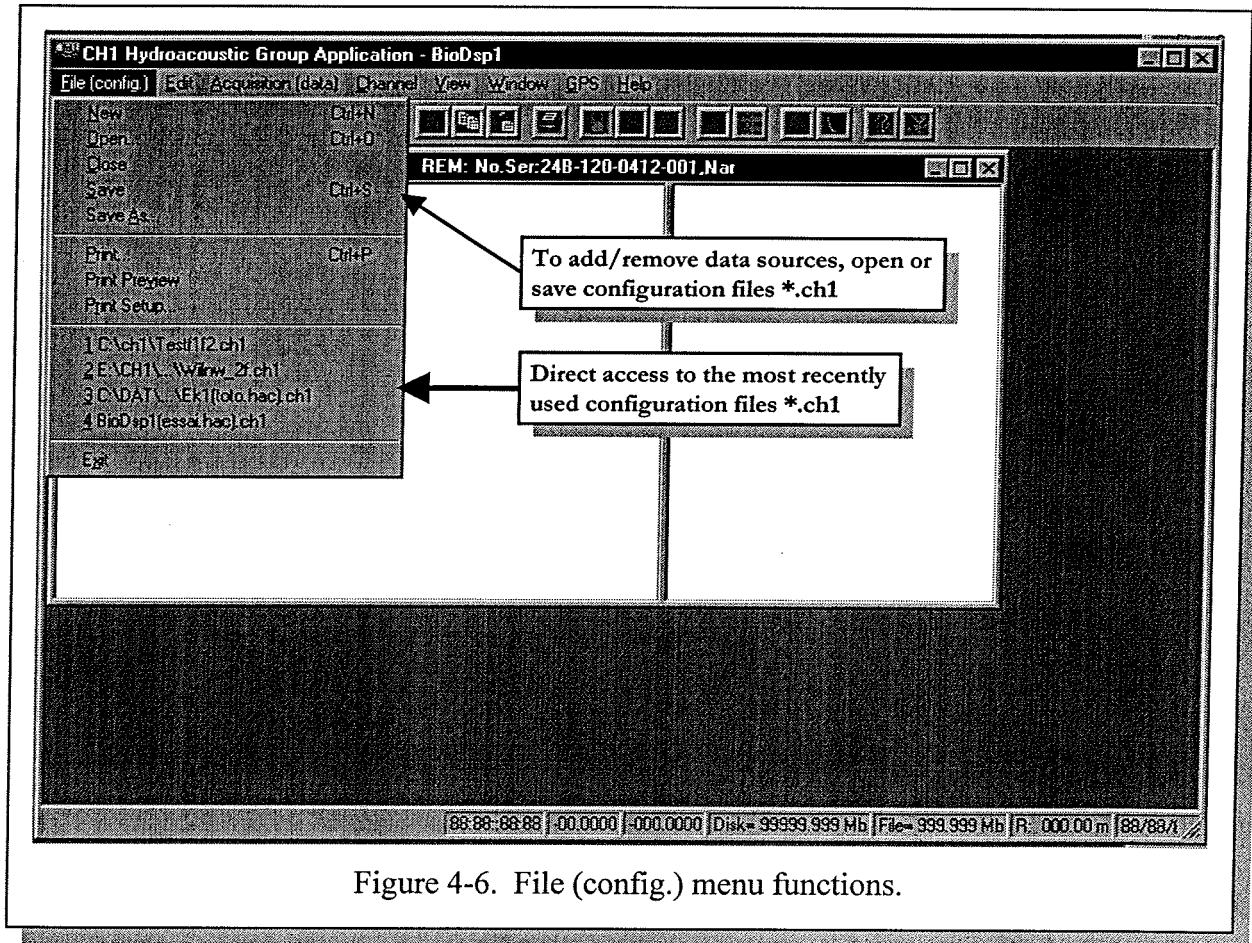 CH1 Hydroacoustic Group Application - BioDsp1
File (config.) Edit Acquisition (data) Channel View Window GPS Help
New Ctrl+N
Open... Ctrl+O
Close
Save Ctrl+S
Save As...
Print... Ctrl+P
Print Preview
Print Setup...
1 C:\ch1\Testf1f2.ch1
2 E:\CH1\...\Wilnw_2f.ch1
3 C:\DAT\...\Ek1(toto.hac).ch1
4 BioDsp1(essai.hac).ch1
Exit
REM: No.Ser:24B-120-0412-001,Nar
To add/remove data sources, open or
save configuration files *.ch1
Direct access to the most recently
used configuration files *.ch1
88:88:88:88 -00.0000 -000.0000 Disk= 99999.999 Mb File= 999.999 Mb R: 000.00 m 88/88/
Figure 4-6. File (config.) menu functions.